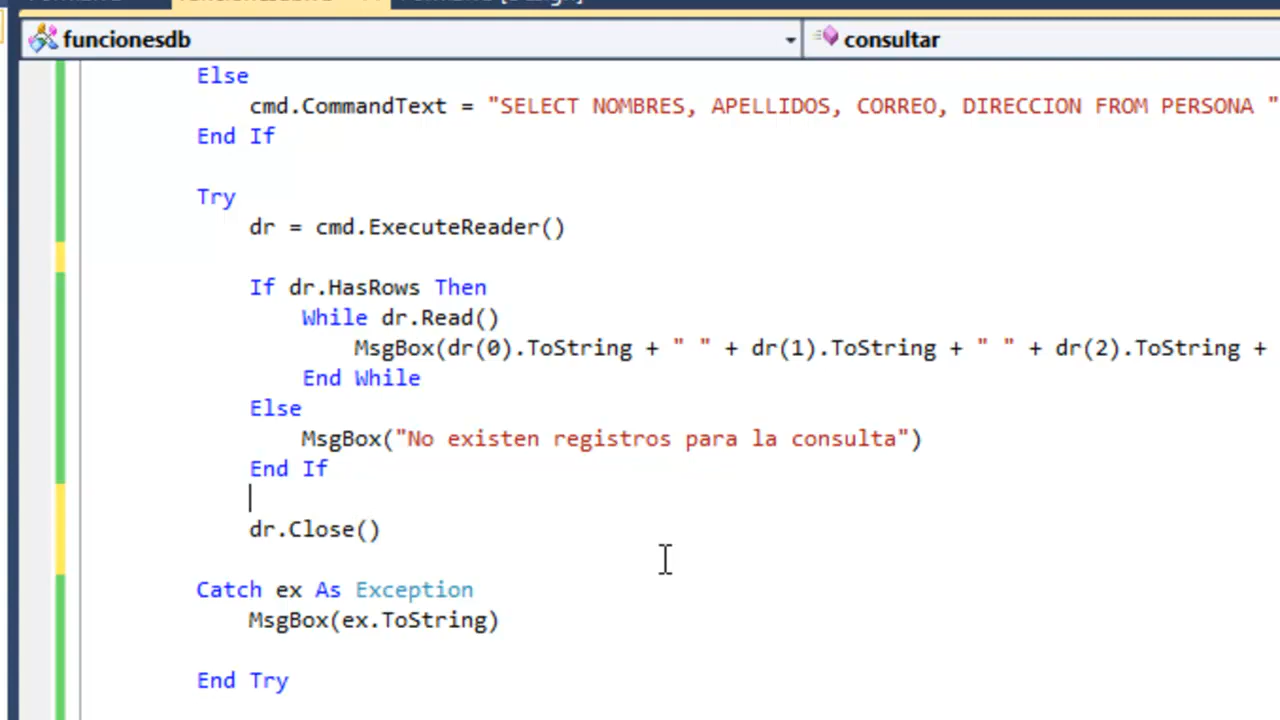 funcionesdb
consultar
Else
cmd.CommandText = "SELECT NOMBRES, APELLIDOS, CORREO, DIRECCION FROM PERSONA "
End If
Try
dr = cmd.ExecuteReader()
If dr.HasRows Then
While dr.Read()
MsgBox(dr(0).ToString + " " + dr(1).ToString + " " + dr(2).ToString +
End While
Else
MsgBox("No existen registros para la consulta")
End If
dr.Close()
Catch ex As Exception
MsgBox(ex.ToString)
End Try